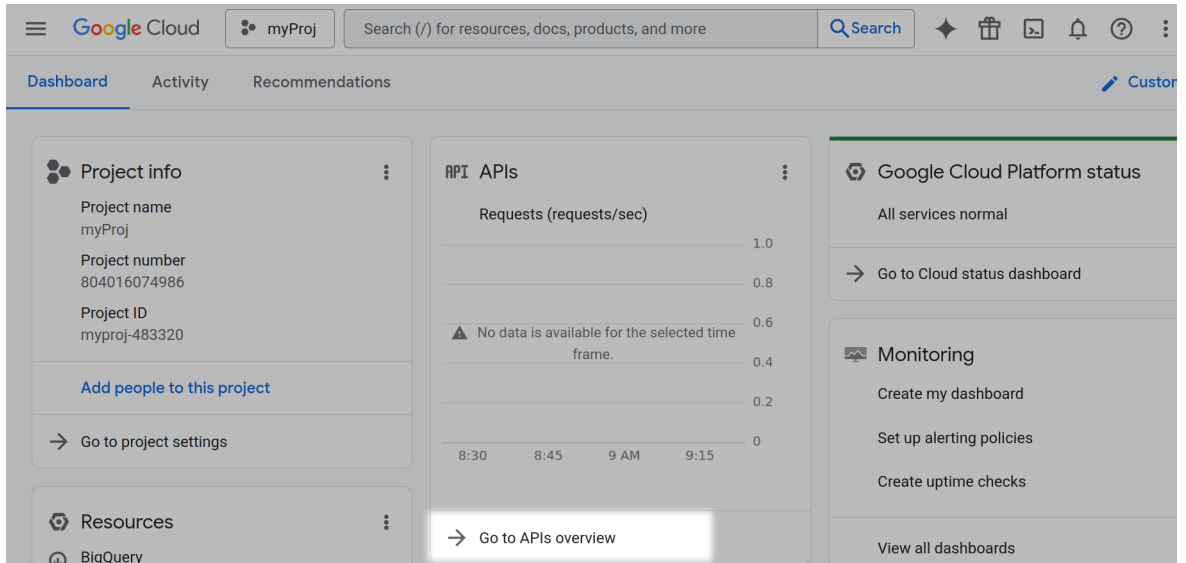 Google Cloud
myProj
Search (/) for resources, docs, products, and more
Search
Dashboard
Activity
Recommendations
Custom
Project info
Project name
myProj
Project number
804016074986
Project ID
myproj-483320
Add people to this project
Go to project settings
Resources
BigQuery
API APIs
Requests (requests/sec)
1.0
0.8
0.6
0.4
0.2
0
No data is available for the selected time
frame.
8:30 8:45 9 AM 9:15
Go to APIs overview
Google Cloud Platform status
All services normal
Go to Cloud status dashboard
Monitoring
Create my dashboard
Set up alerting policies
Create uptime checks
View all dashboards